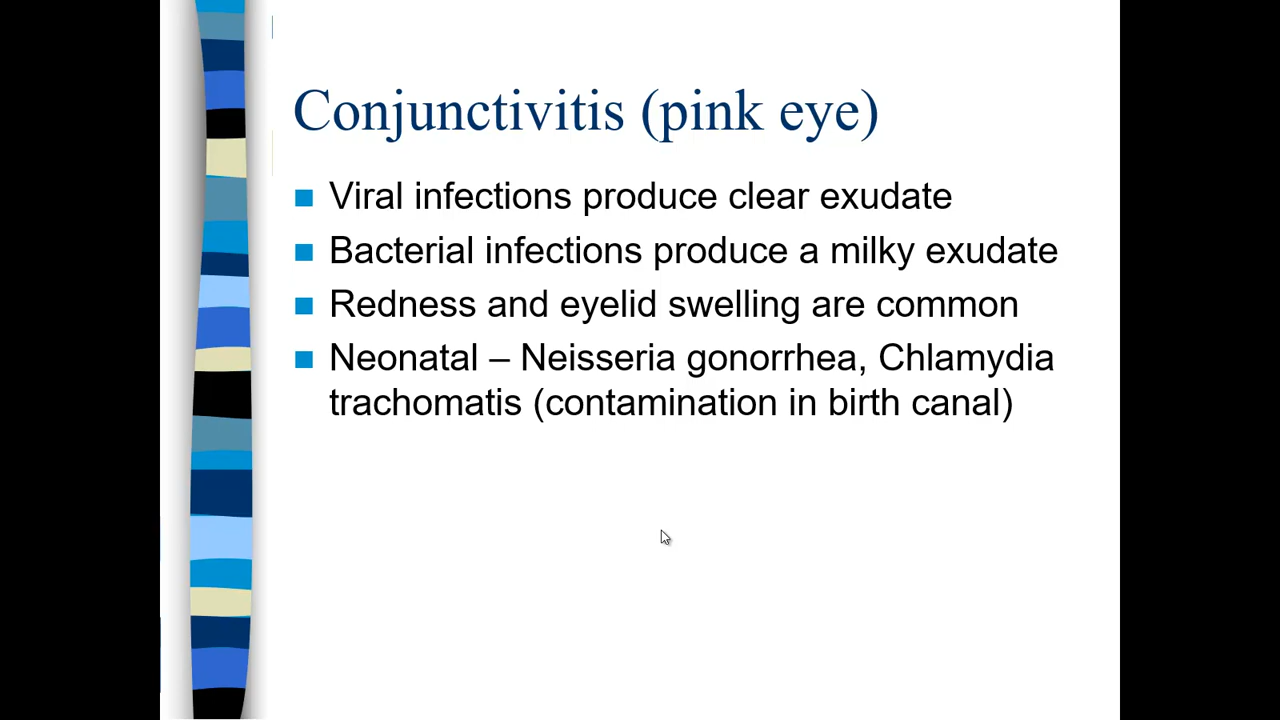 Conjunctivitis (pink eye)
Viral infections produce clear exudate
Bacterial infections produce a milky exudate
Redness and eyelid swelling are common
Neonatal – Neisseria gonorrhea, Chlamydia
trachomatis (contamination in birth canal)